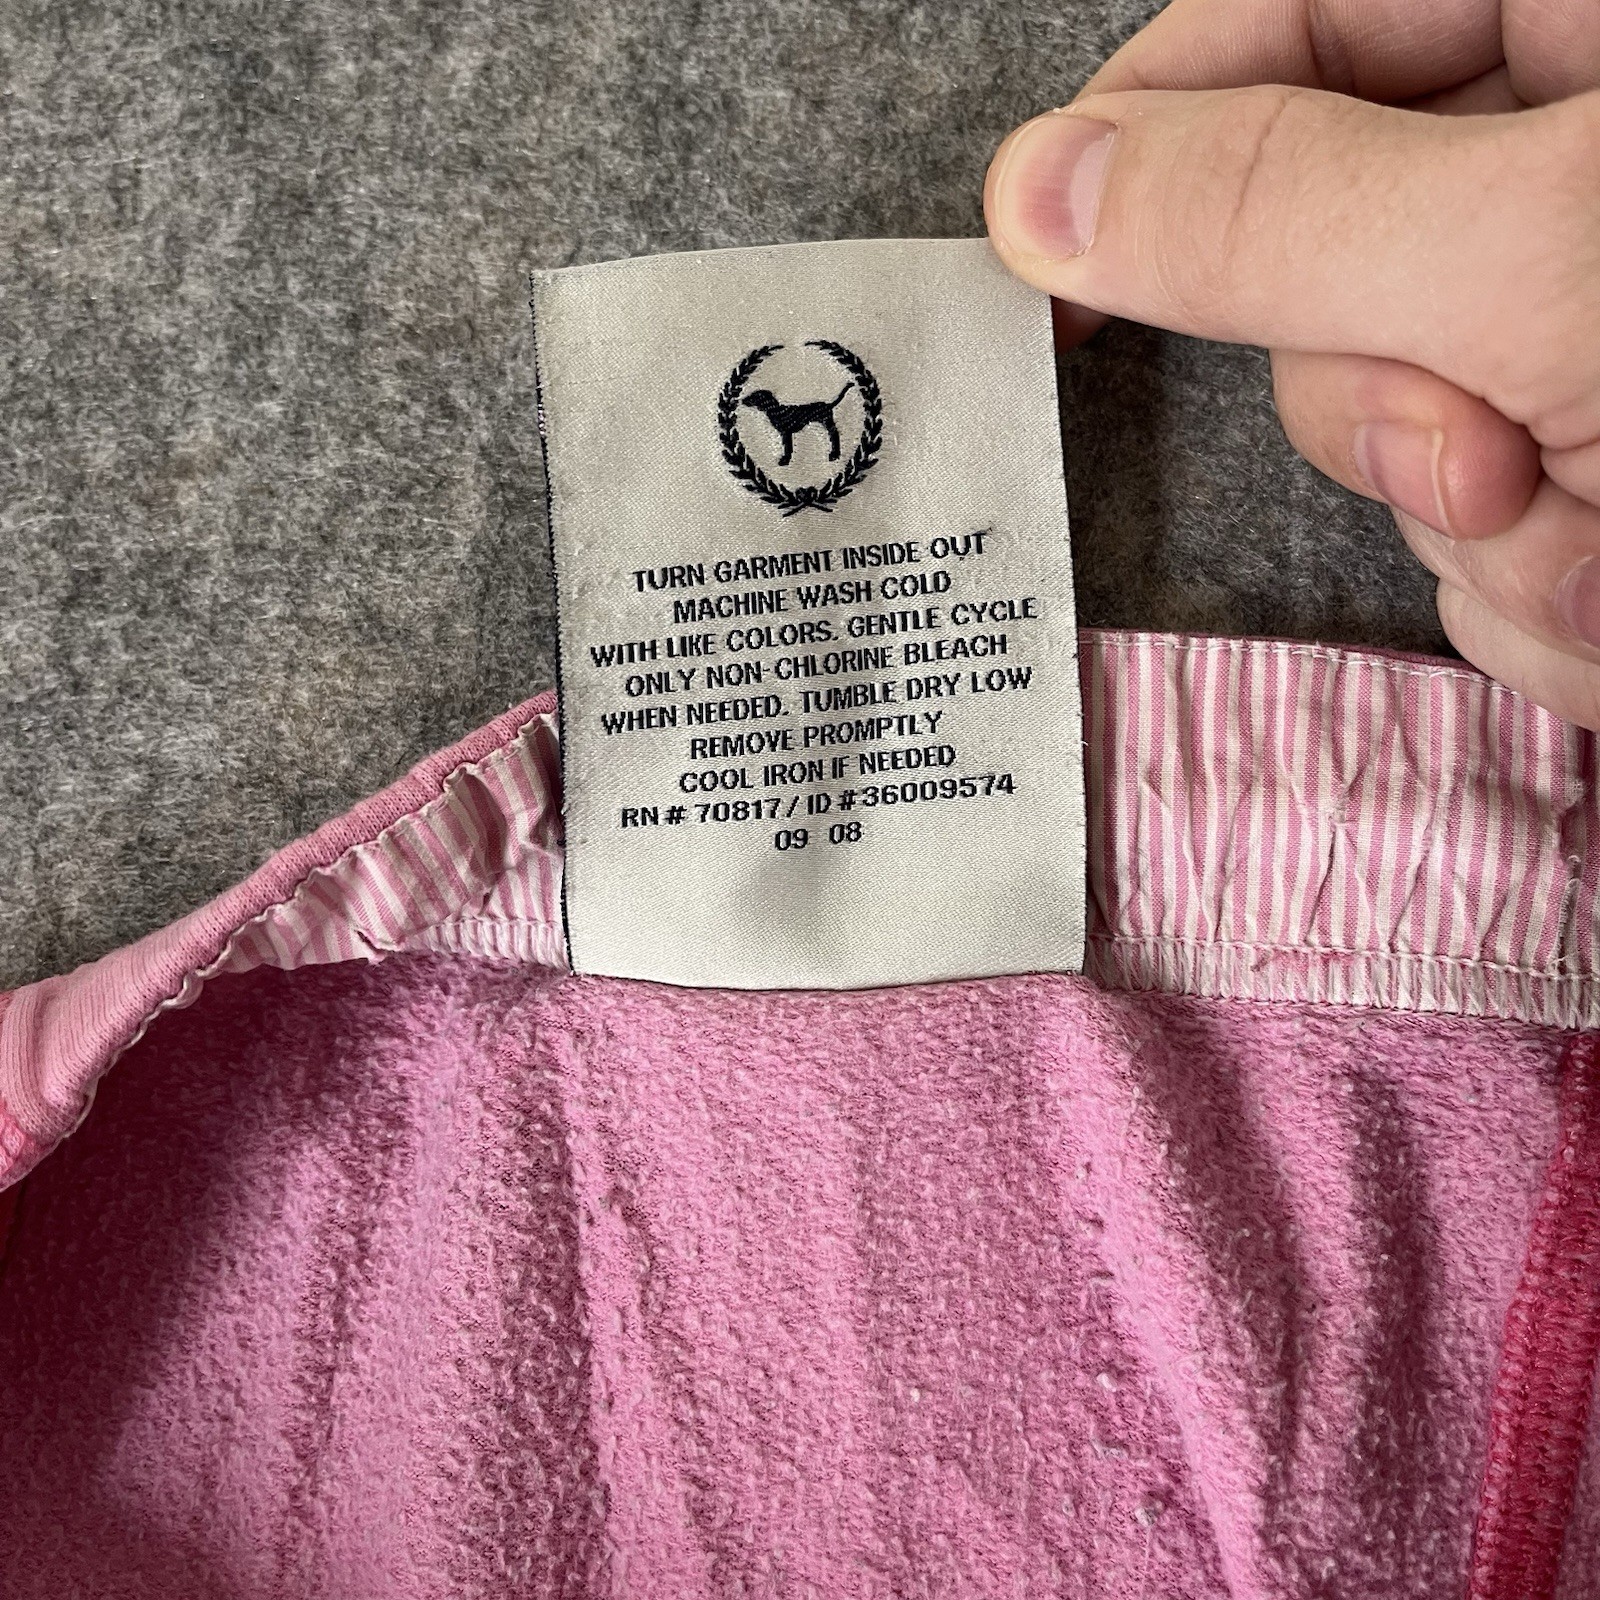 TURN GARMENT INSIDE OUT
MACHINE WASH COLD
WITH LIKE COLORS. GENTLE CYCLE
ONLY NON-CHLORINE BLEACH
WHEN NEEDED. TUMBLE DRY LOW
REMOVE PROMPTLY
COOL IRON IF NEEDED
RN # 70817 / ID # 36009574
09 08